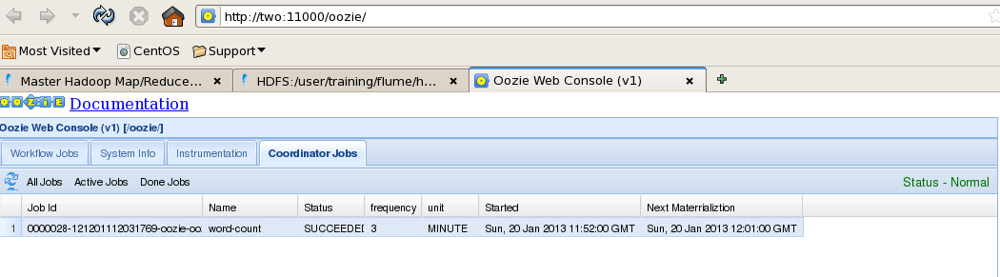 http://two:11000/oozie/
Most Visited CentOS Support
Master Hadoop Map/Reduce... HDFS:/user/training/flume/h... Oozie Web Console (v1)
OOZIE Documentation
Oozie Web Console (v1) [/oozie/]
Workflow Jobs System Info Instrumentation Coordinator Jobs
All Jobs Active Jobs Done Jobs Status - Normal
Job Id Name Status frequency unit Started Next Materrializtion
1 0000028-121201112031769-oozie-oo. word-count SUCCEEDED 3 MINUTE Sun, 20 Jan 2013 11:52:00 GMT Sun, 20 Jan 2013 12:01:00 GMT